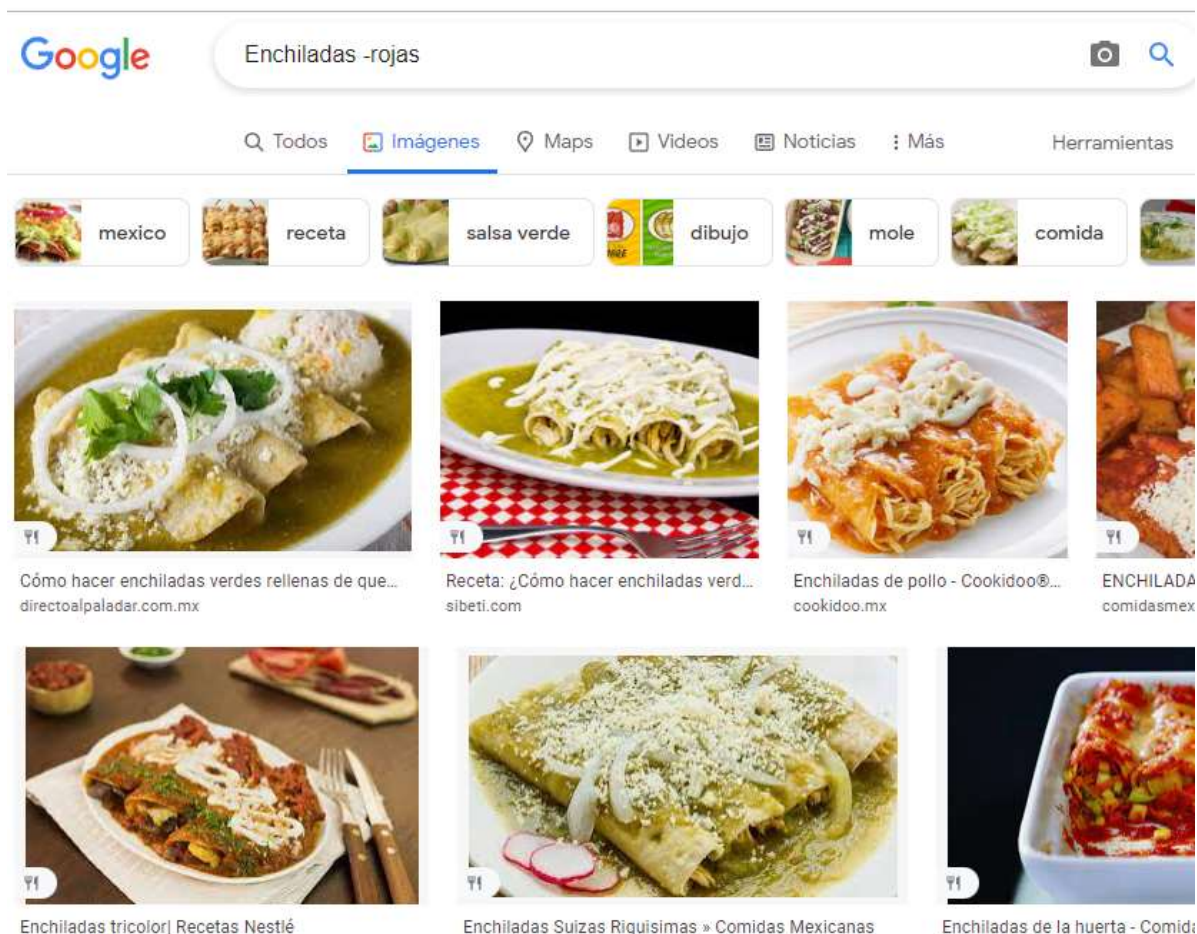 Google
Enchiladas -rojas
Todos Imágenes Maps Videos Noticias Más Herramientas
mexico receta salsa verde dibujo mole comida
Cómo hacer enchiladas verdes rellenas de que... Receta: ¿Cómo hacer enchiladas verd... Enchiladas de pollo - Cookidoo®... ENCHILADA
directoalpaladar.com.mx sibeti.com cookidoo.mx comidasmex
Enchiladas tricolor| Recetas Nestlé Enchiladas Suizas Riquisimas » Comidas Mexicanas Enchiladas de la huerta - Comida